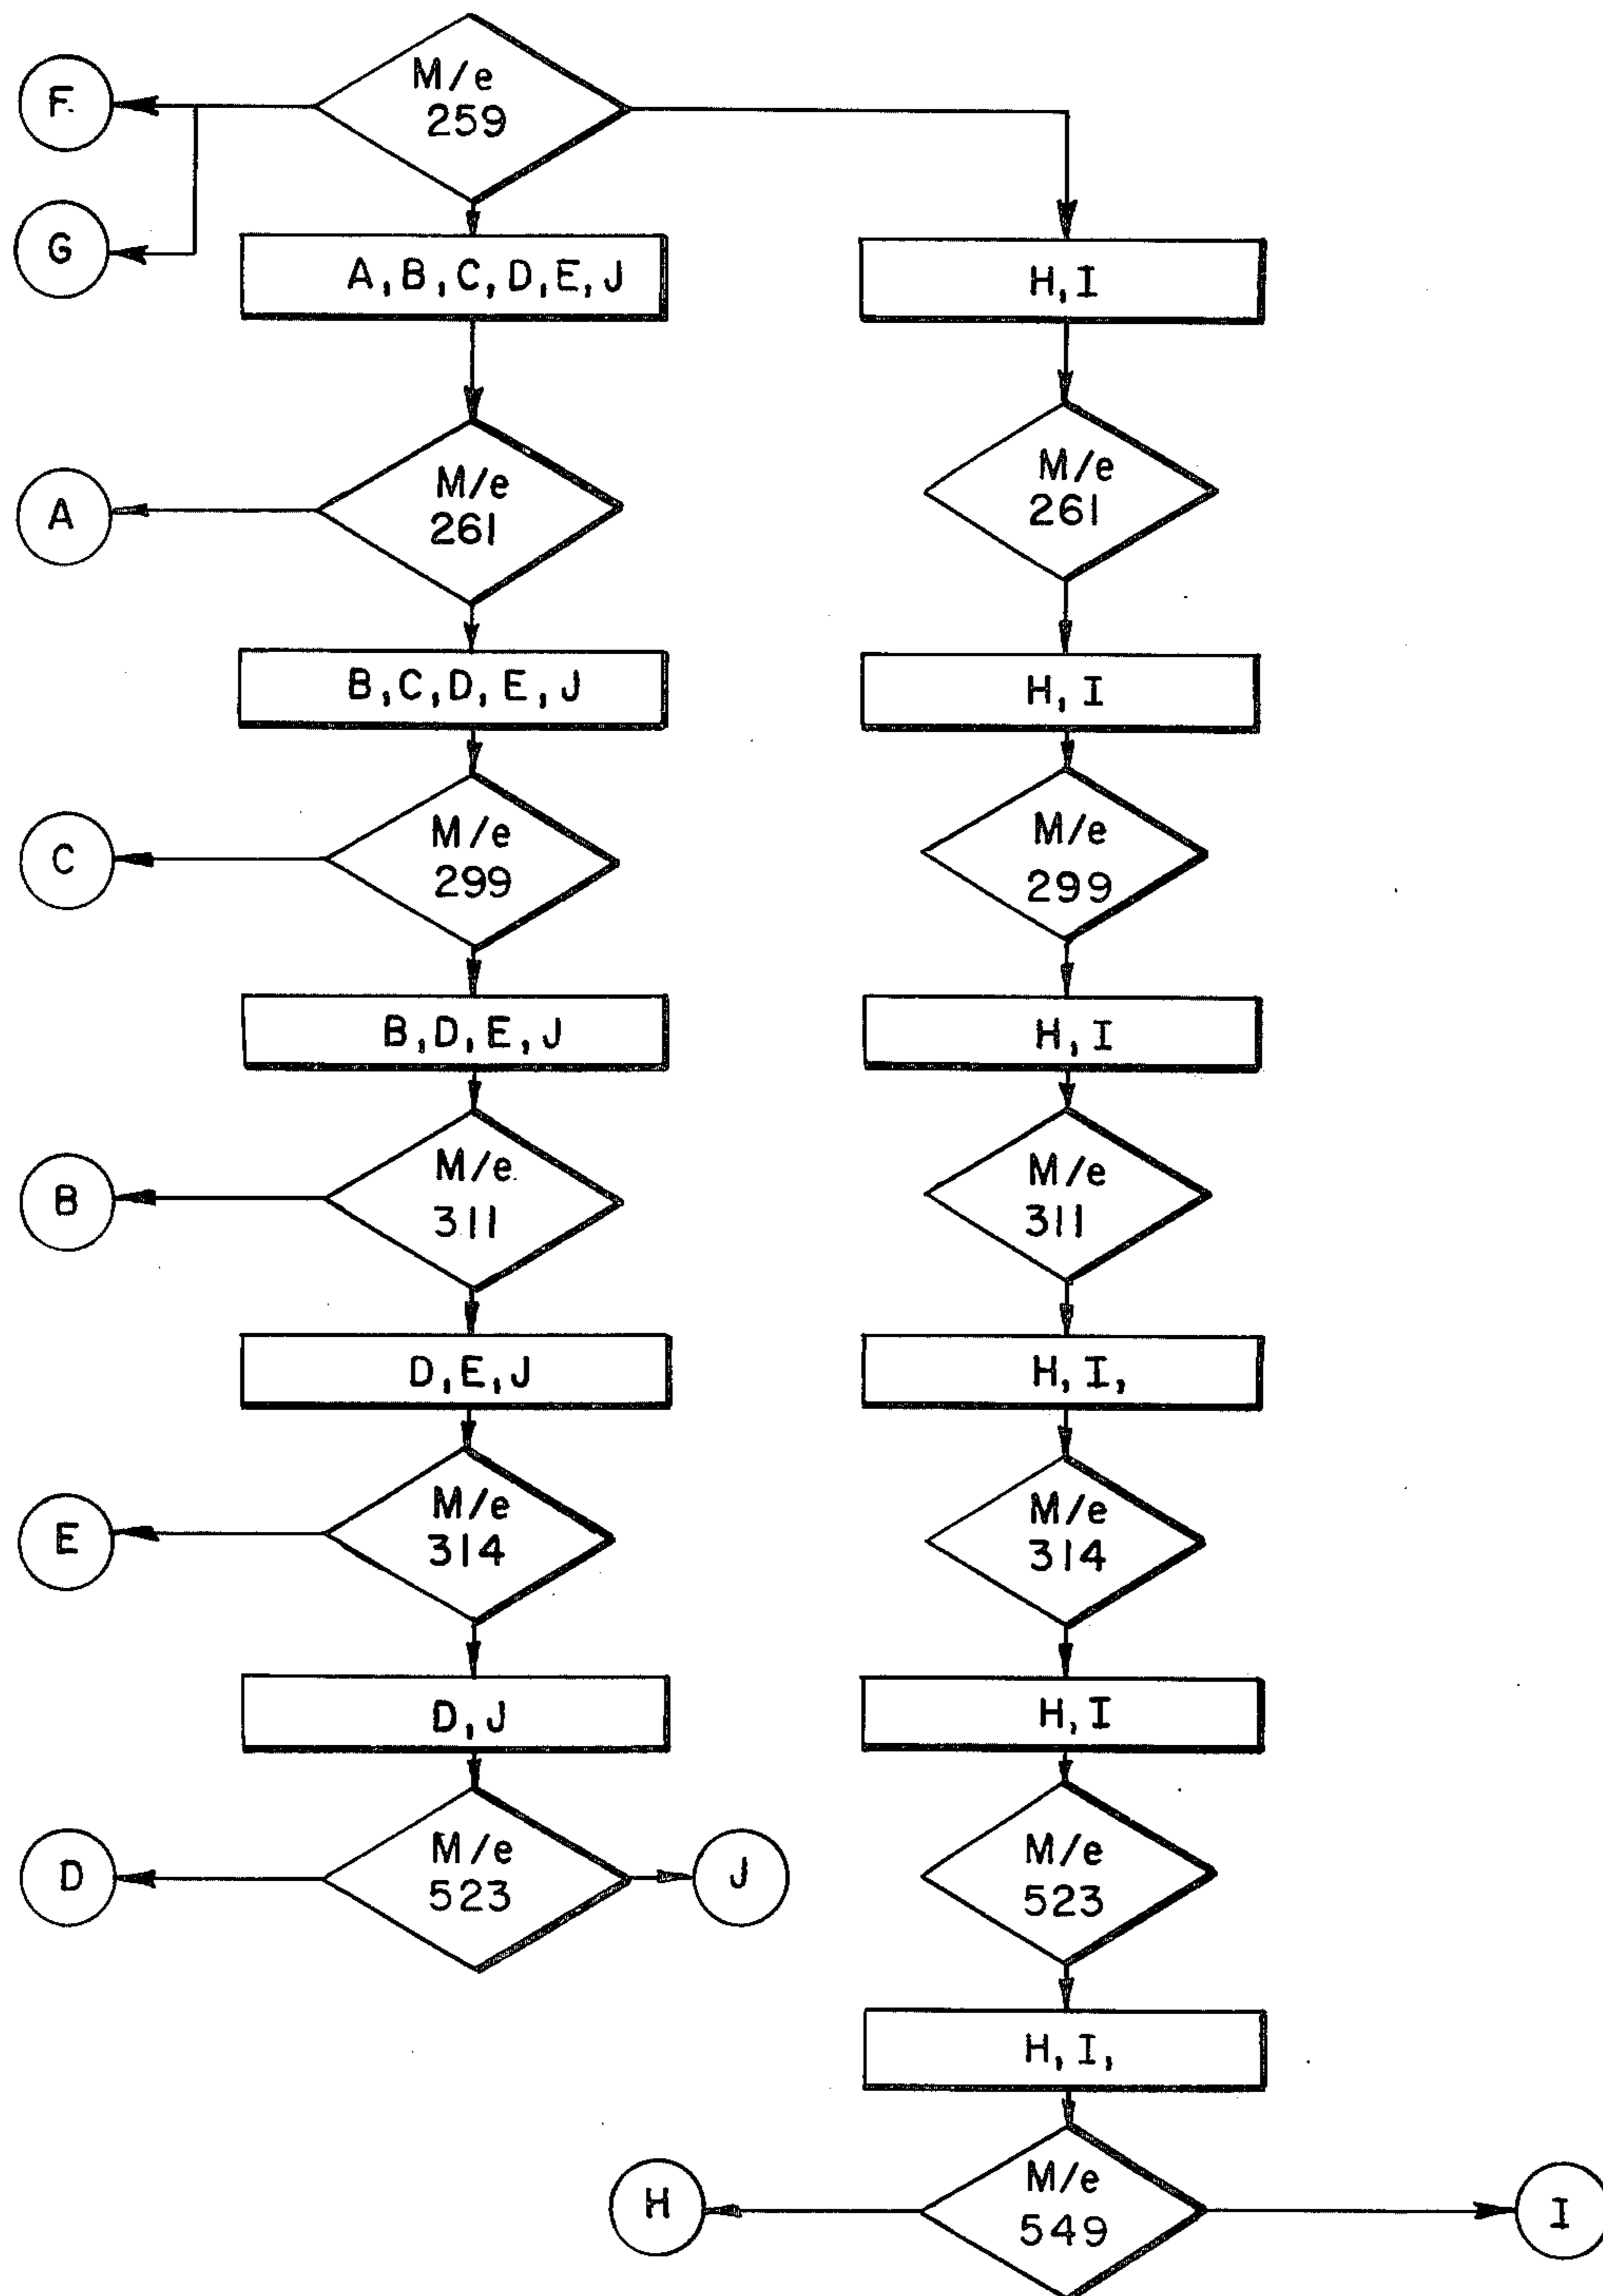 M/e
259
F
G
A,B,C,D,E,J
H,I
M/e
261
M/e
261
A
B,C,D,E,J
H,I
M/e
299
M/e
299
C
B,D,E,J
H,I
M/e
311
M/e
311
B
D,E,J
H,I,
M/e
314
M/e
314
E
D,J
H,I
M/e
523
M/e
523
D
J
H,I,
M/e
549
H
I